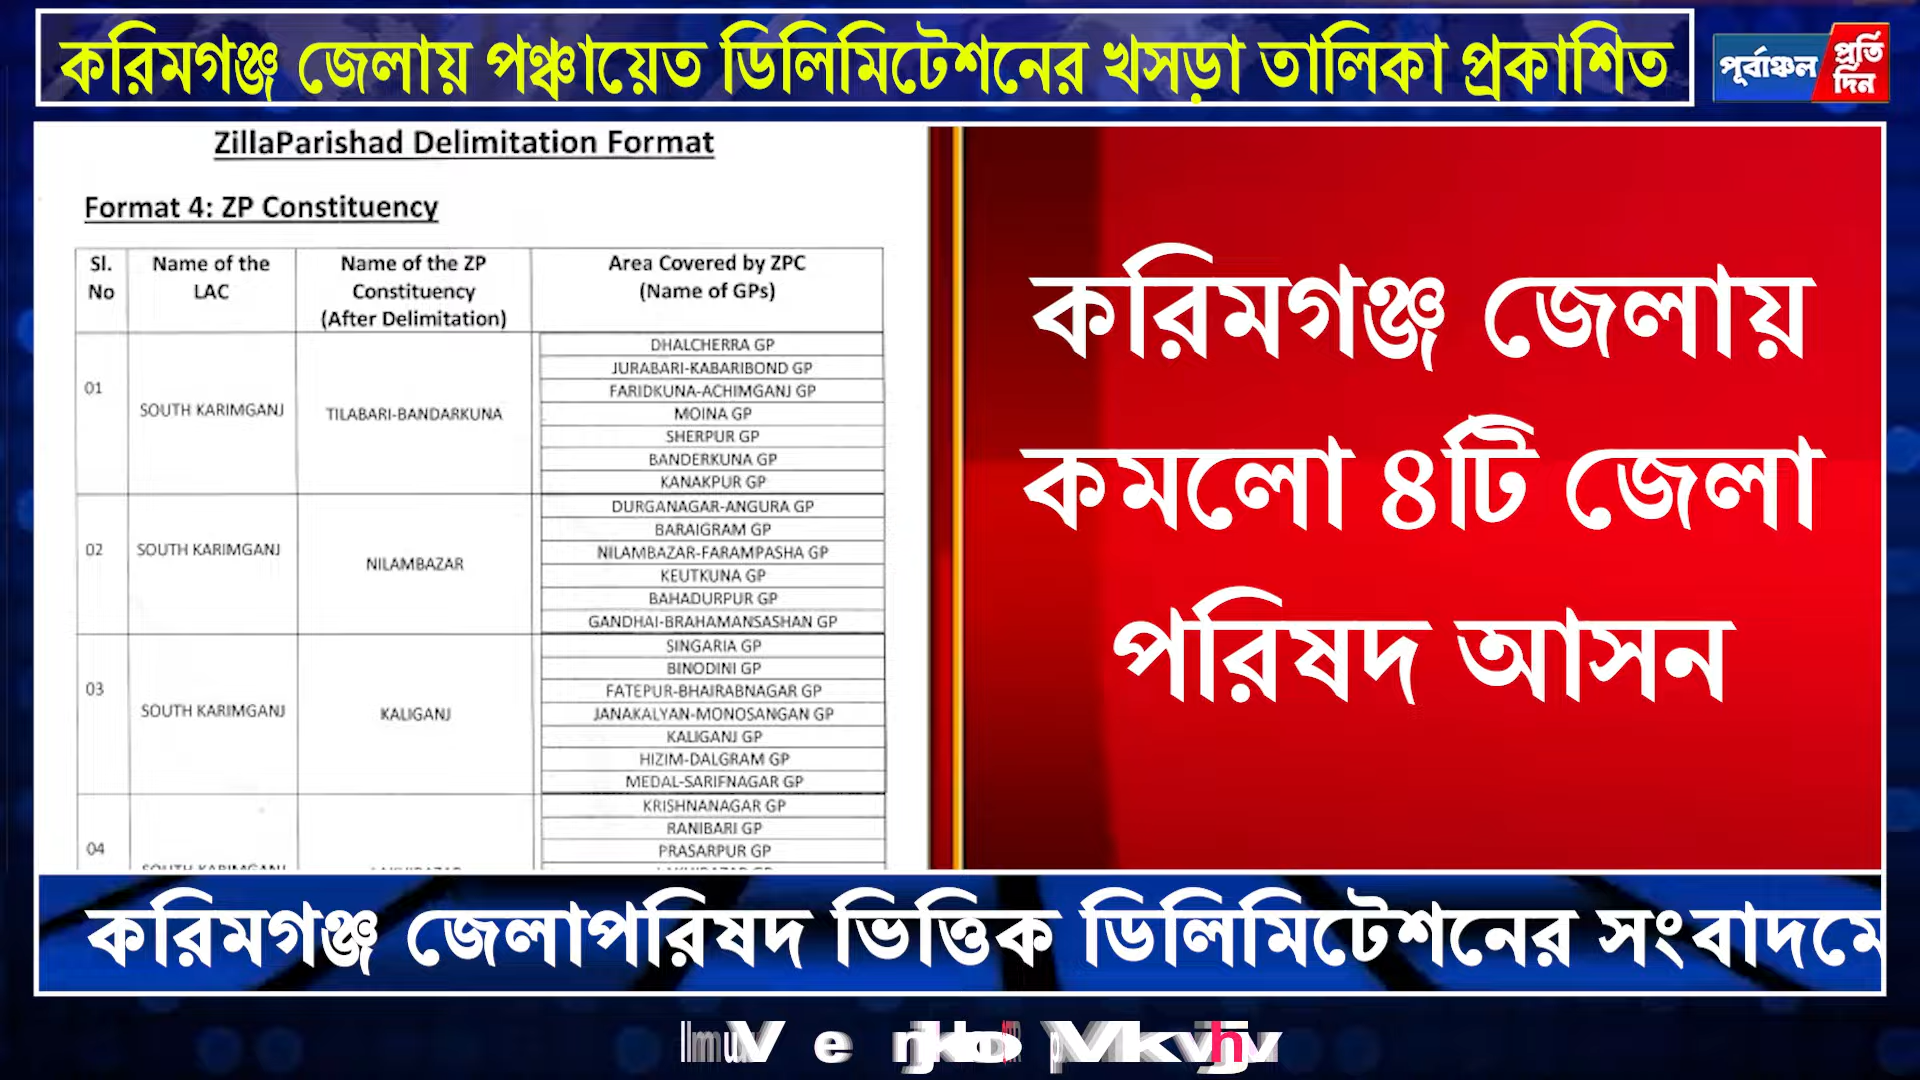 করিমগঞ্জ জেলায় পঞ্চায়েত ডিলিমিটেশনের খসড়া তালিকা প্রকাশিত
পূর্বাঞ্চল প্রতিদিন
ZillaParishad Delimitation Format
Format 4: ZP Constituency
Sl. No | Name of the LAC | Name of the ZP Constituency (After Delimitation) | Area Covered by ZPC (Name of GPs)
01 | SOUTH KARIMGANJ | TILABARI-BANDARKUNA
DHALCHERRA GP
JURABARI-KABARIBOND GP
FARIDKUNA-ACHIMGANJ GP
MOINA GP
SHERPUR GP
BANDERKUNA GP
KANAKPUR GP
02 | SOUTH KARIMGANJ | NILAMBAZAR
DURGANAGAR-ANGURA GP
BARAIGRAM GP
NILAMBAZAR-FARAMPASHA GP
KEUTKUNA GP
BAHADURPUR GP
GANDHAI-BRAHAMANSASHAN GP
03 | SOUTH KARIMGANJ | KALIGANJ
SINGARIA GP
BINODINI GP
FATEPUR-BHAIRABNAGAR GP
JANAKALYAN-MONOSANGAN GP
KALIGANJ GP
HIZIM-DALGRAM GP
MEDAL-SARIFNAGAR GP
04
KRISHNANAGAR GP
RANIBARI GP
PRASARPUR GP
করিমগঞ্জ জেলায়
কমলো ৪টি জেলা
পরিষদ আসন
করিমগঞ্জ জেলাপরিষদ ভিত্তিক ডিলিমিটেশনের সংবাদমে